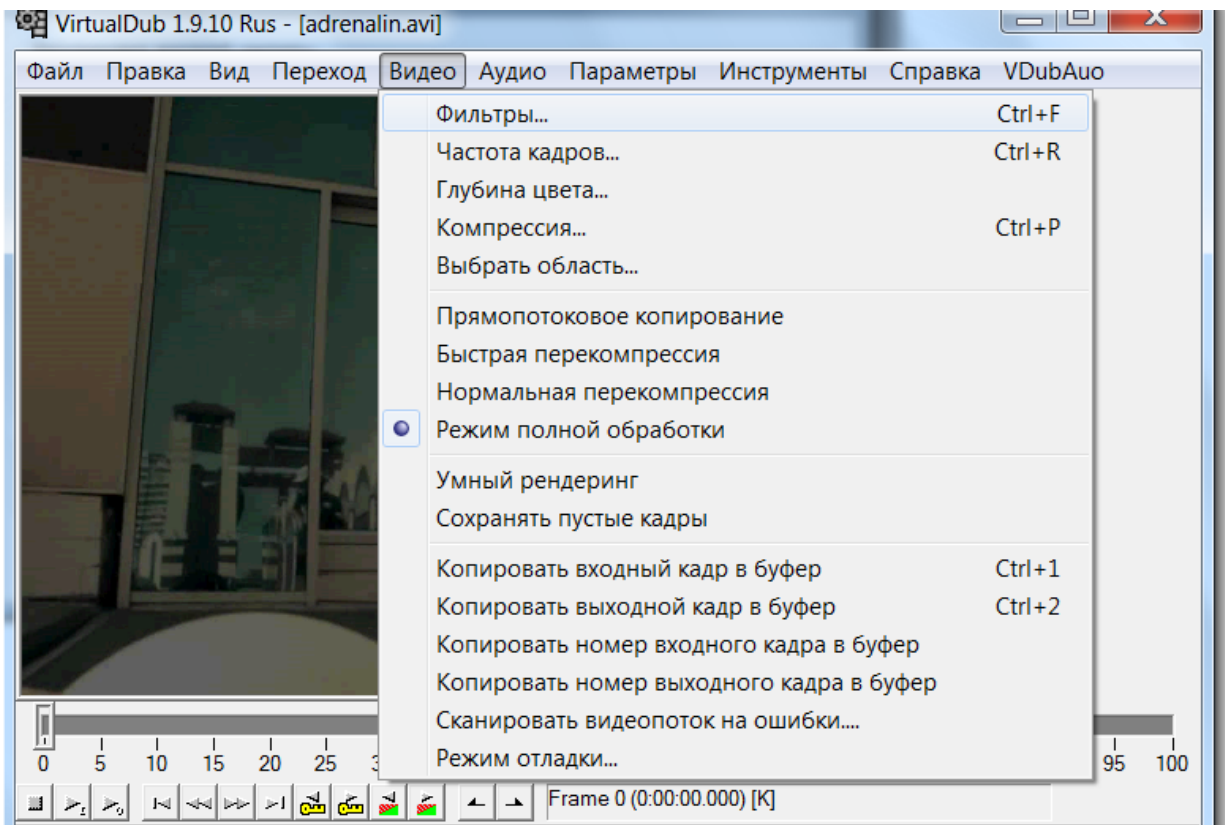 VirtualDub 1.9.10 Rus - [adrenalin.avi]
Файл Правка Вид Переход Видео Аудио Параметры Инструменты Справка VDubAuo
Фильтры... Ctrl+F
Частота кадров... Ctrl+R
Глубина цвета...
Компрессия... Ctrl+P
Выбрать область...
Прямопотоковое копирование
Быстрая перекомпрессия
Нормальная перекомпрессия
Режим полной обработки
Умный рендеринг
Сохранять пустые кадры
Копировать входный кадр в буфер Ctrl+1
Копировать выходной кадр в буфер Ctrl+2
Копировать номер входного кадра в буфер
Копировать номер выходного кадра в буфер
Сканировать видеопоток на ошибки....
Режим отладки...
0 5 10 15 20 25 95 100
Frame 0 (0:00:00.000) [K]